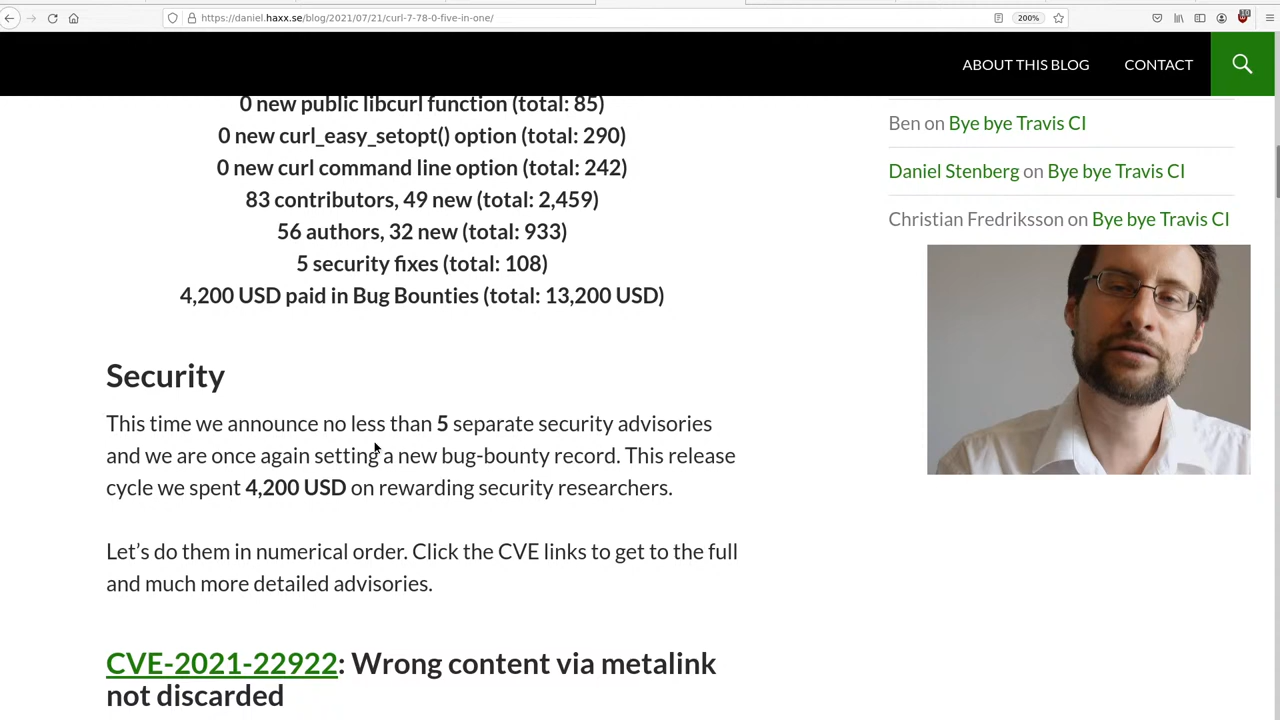 https://daniel.haxx.se/blog/2021/07/21/curl-7-78-0-five-in-one/
200%
10
ABOUT THIS BLOG
CONTACT
0 new public libcurl function (total: 85)
0 new curl_easy_setopt() option (total: 290)
0 new curl command line option (total: 242)
83 contributors, 49 new (total: 2,459)
56 authors, 32 new (total: 933)
5 security fixes (total: 108)
4,200 USD paid in Bug Bounties (total: 13,200 USD)
Security
This time we announce no less than 5 separate security advisories
and we are once again setting a new bug-bounty record. This release
cycle we spent 4,200 USD on rewarding security researchers.
Let’s do them in numerical order. Click the CVE links to get to the full
and much more detailed advisories.
CVE-2021-22922: Wrong content via metalink
not discarded
Ben on Bye bye Travis CI
Daniel Stenberg on Bye bye Travis CI
Christian Fredriksson on Bye bye Travis CI